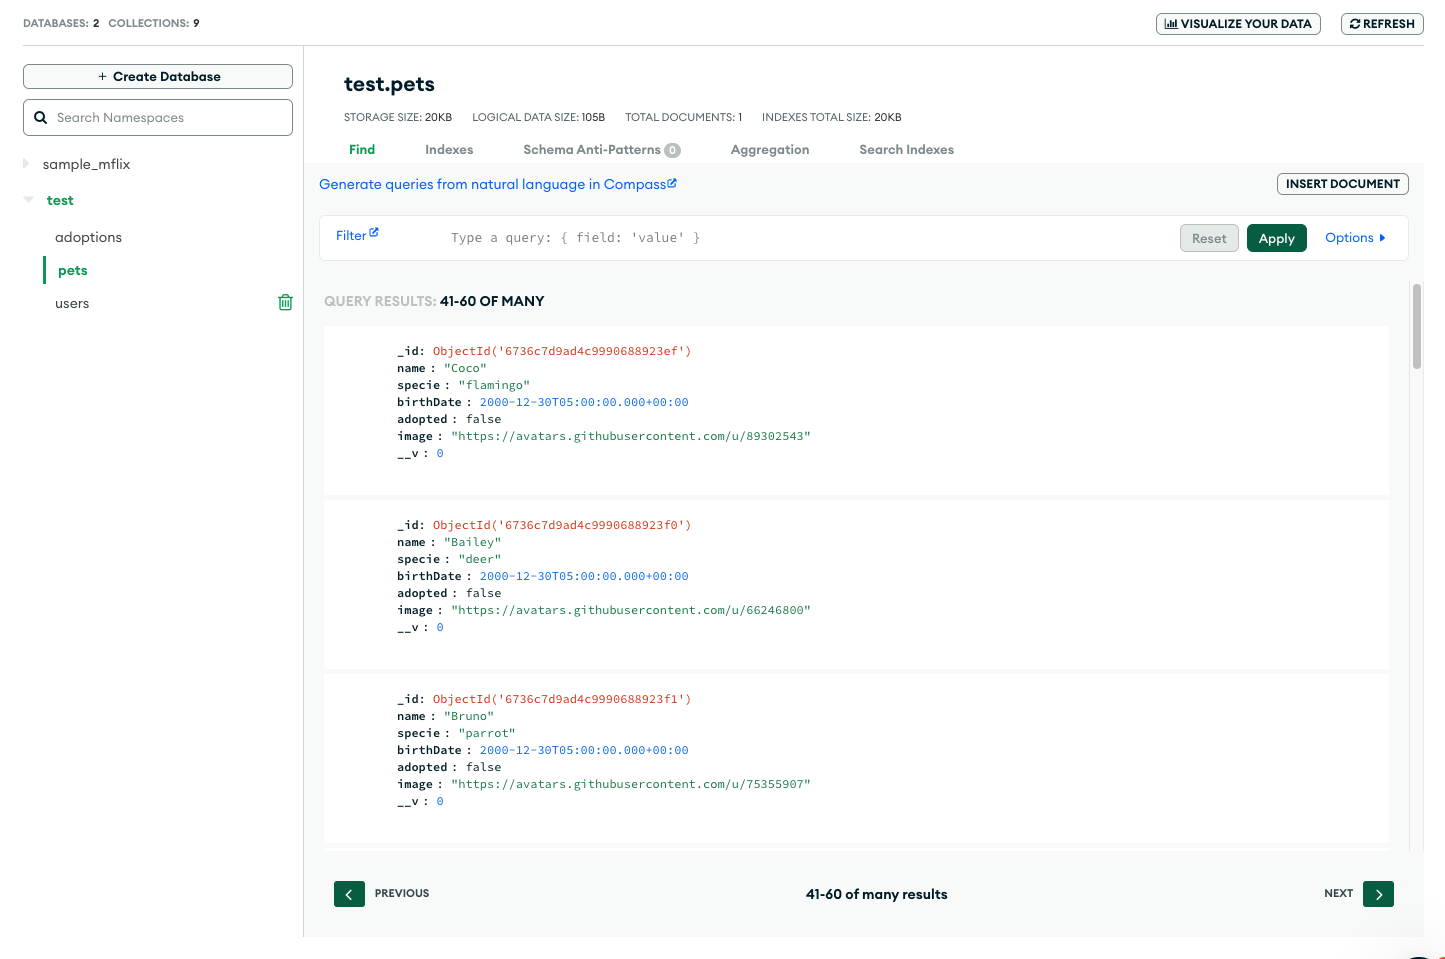 DATABASES: 2 COLLECTIONS: 9
VISUALIZE YOUR DATA
REFRESH
+ Create Database
Search Namespaces
sample_mflix
test
adoptions
pets
users
test.pets
STORAGE SIZE: 20KB LOGICAL DATA SIZE: 105B TOTAL DOCUMENTS: 1 INDEXES TOTAL SIZE: 20KB
Find Indexes Schema Anti-Patterns 0 Aggregation Search Indexes
Generate queries from natural language in Compass
INSERT DOCUMENT
Filter Type a query: { field: 'value' } Reset Apply Options
QUERY RESULTS: 41-60 OF MANY
_id: ObjectId('6736c7d9ad4c9990688923ef')
name : "Coco"
specie : "flamingo"
birthDate : 2000-12-30T05:00:00.000+00:00
adopted : false
image : "https://avatars.githubusercontent.com/u/89302543"
__v : 0
_id: ObjectId('6736c7d9ad4c9990688923f0')
name : "Bailey"
specie : "deer"
birthDate : 2000-12-30T05:00:00.000+00:00
adopted : false
image : "https://avatars.githubusercontent.com/u/66246800"
__v : 0
_id: ObjectId('6736c7d9ad4c9990688923f1')
name : "Bruno"
specie : "parrot"
birthDate : 2000-12-30T05:00:00.000+00:00
adopted : false
image : "https://avatars.githubusercontent.com/u/75355907"
__v : 0
PREVIOUS 41-60 of many results NEXT